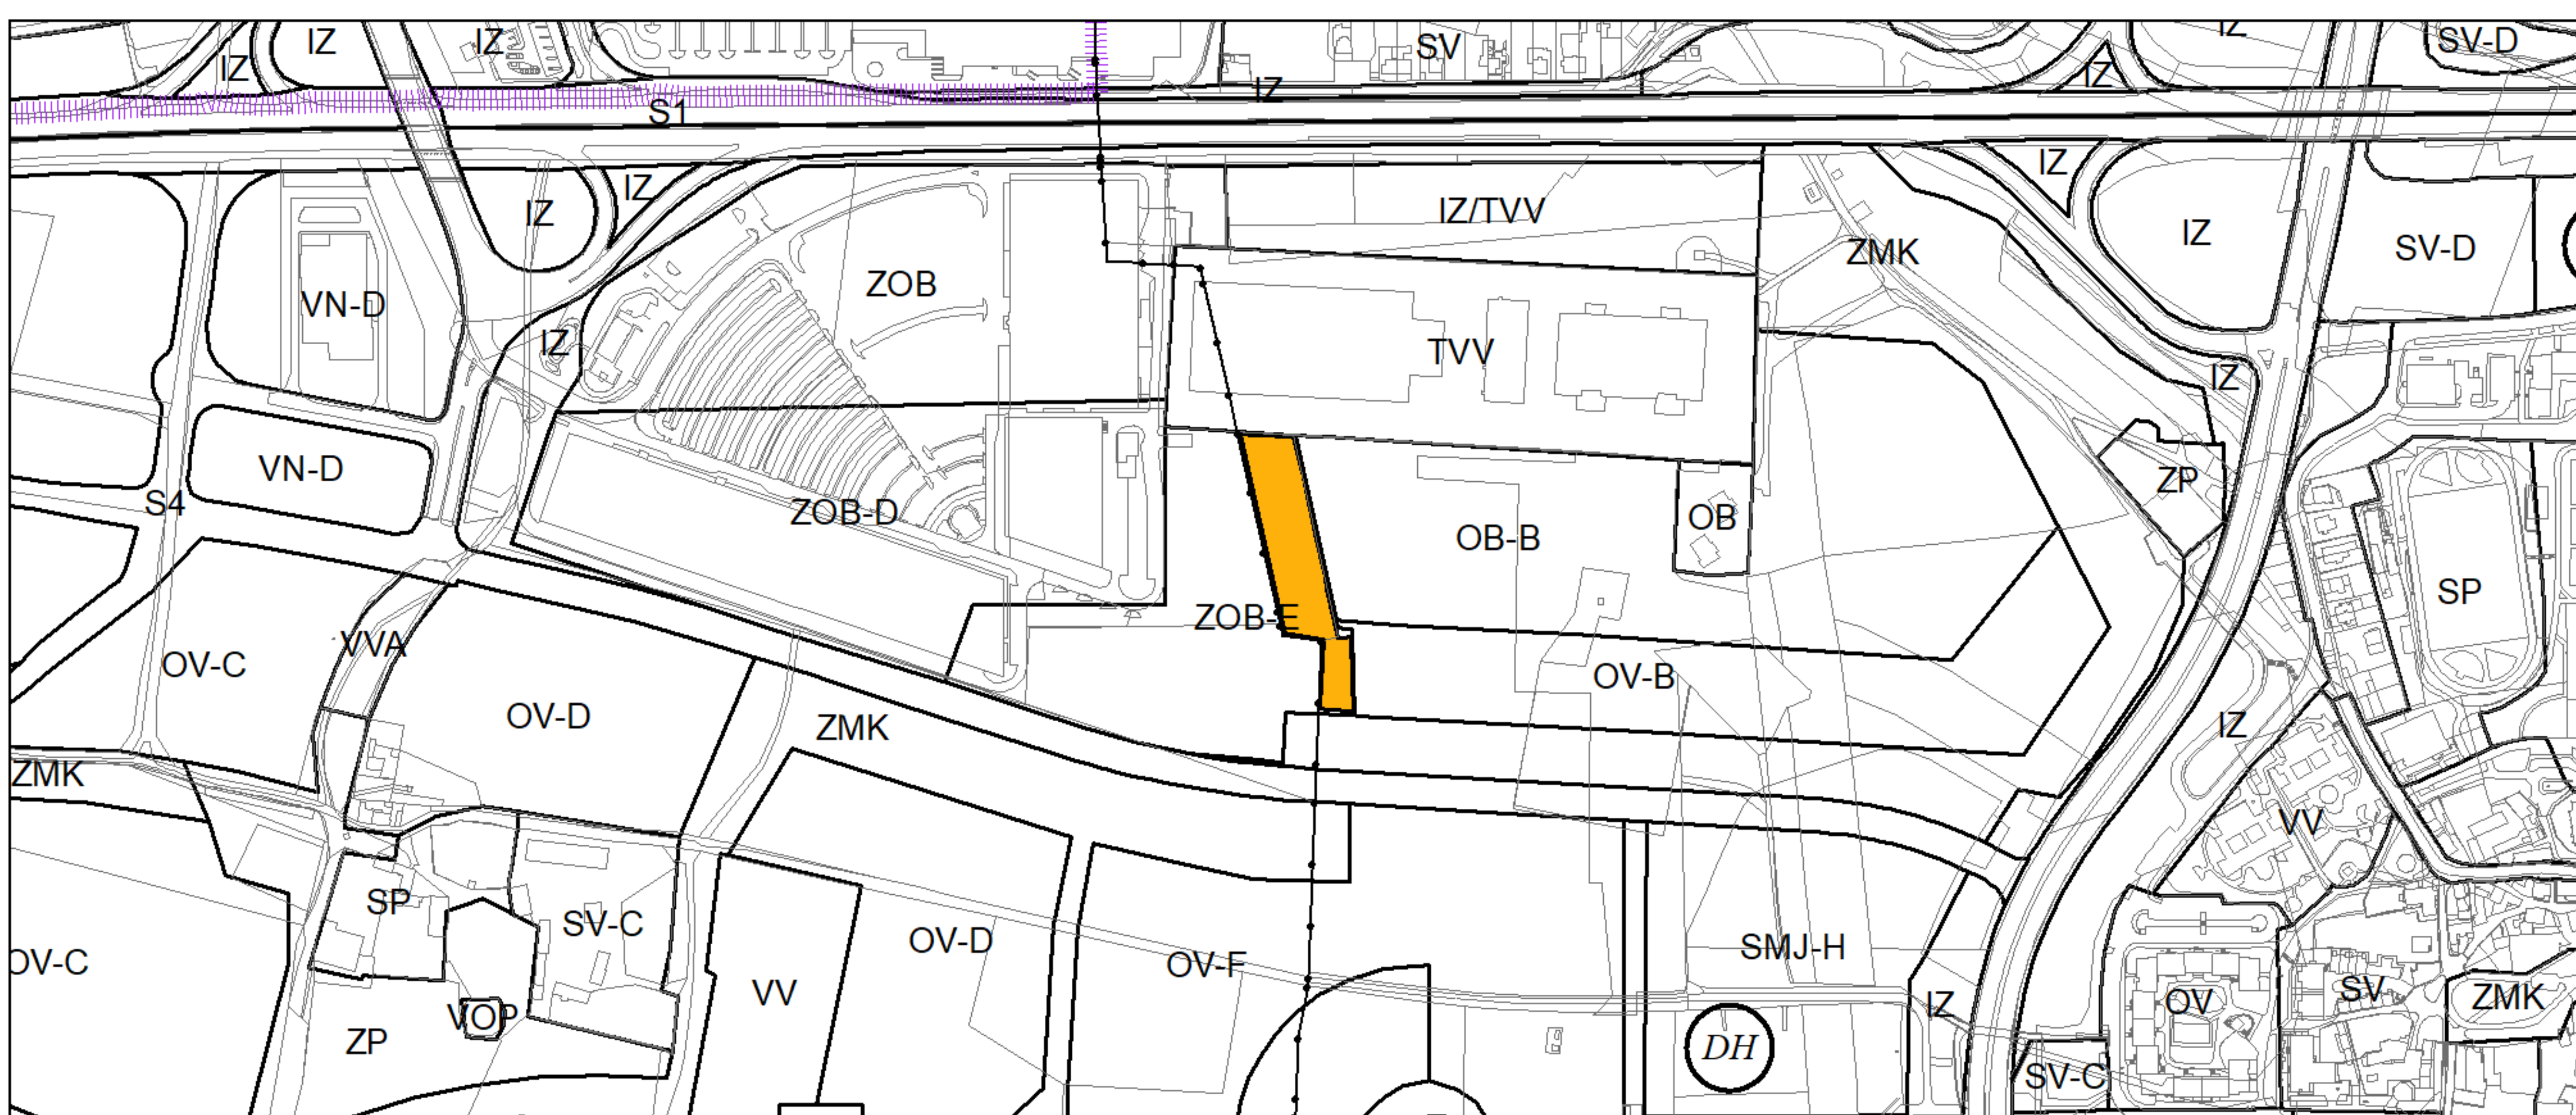 IZ
IZ
IZ
SV
IZ
SV-D
IZ
IZ
S1
IZ
IZ
IZ
IZ/TVV
IZ
SV-D
ZMK
ZOB
VN-D
IZ
TVV
IZ
VN-D
S4
ZOB-D
OB-B
OB
ZP
SP
ZOB-E
VVA
OV-C
OV-B
OV-D
ZMK
IZ
ZMK
VV
SP
SV-C
OV-D
OV-F
SMJ-H
OV-C
VV
IZ
OV
SV
ZMK
VOP
ZP
DH
SV-C